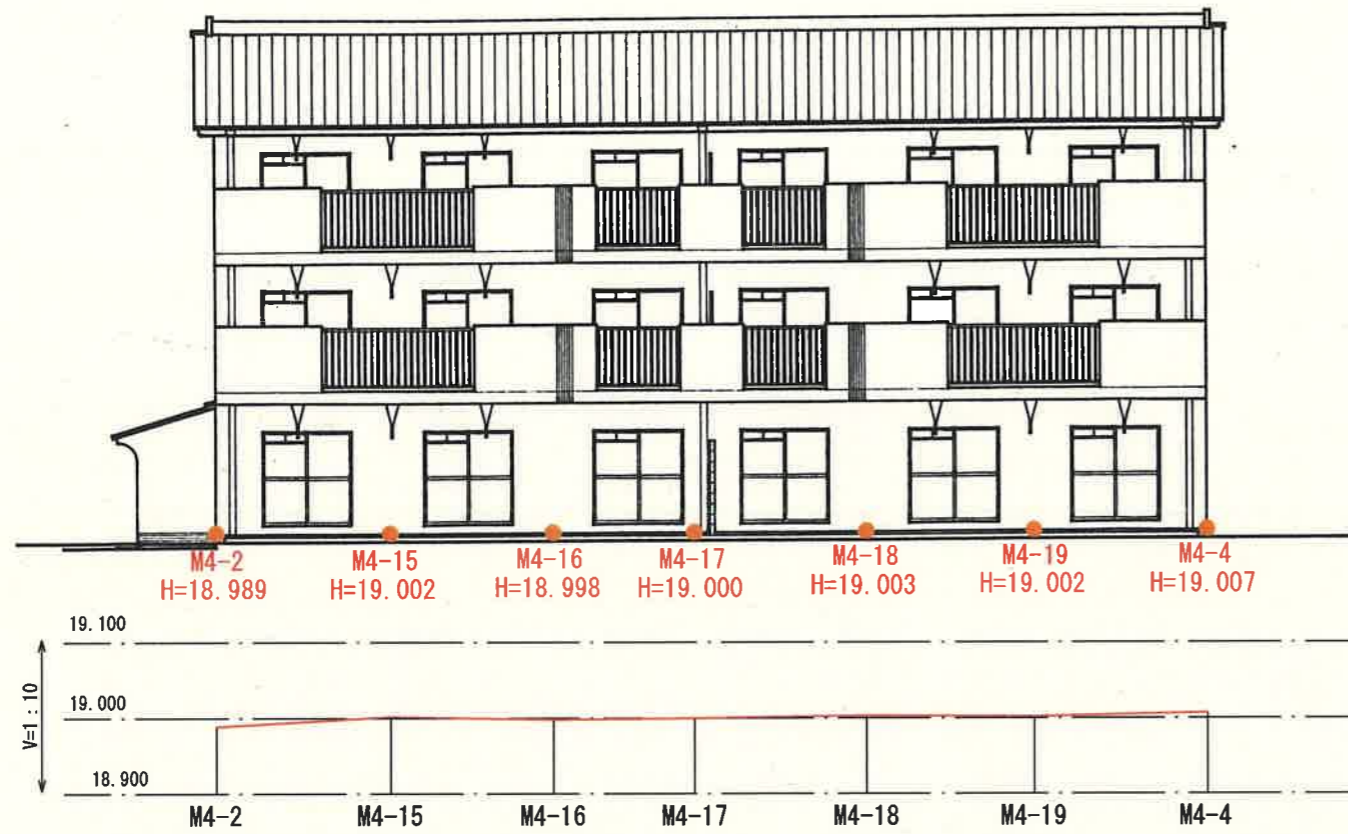 M4-2 M4-15 M4-16 M4-17 M4-18 M4-19 M4-4
H=18.989 H=19.002 H=18.998 H=19.000 H=19.003 H=19.002 H=19.007
19.100
V=1:10
19.000
18.900
M4-2 M4-15 M4-16 M4-17 M4-18 M4-19 M4-4